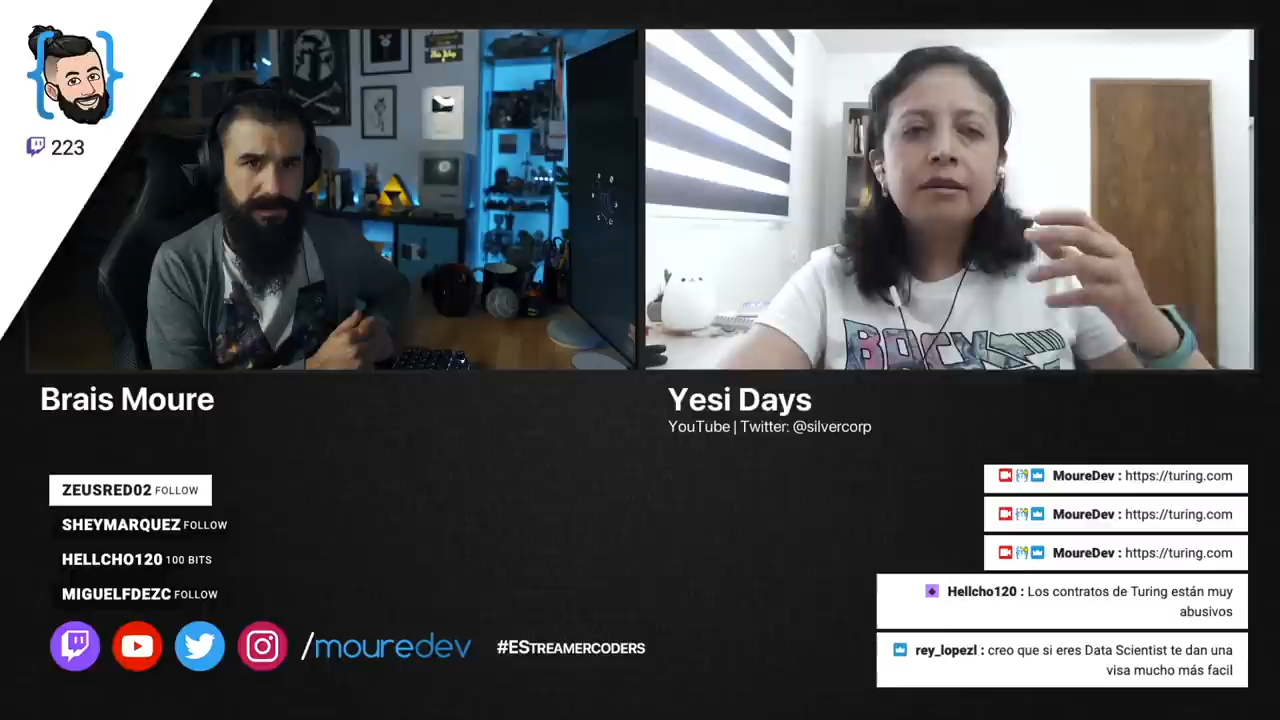 223
Brais Moure
Yesi Days
YouTube | Twitter: @silvercorp
ZEUSRED02 FOLLOW
SHEYMARQUEZ FOLLOW
HELLCHO120 100 BITS
MIGUELFDEZC FOLLOW
/mouredev
#EStreamercoders
MoureDev : https://turing.com
MoureDev : https://turing.com
MoureDev : https://turing.com
Hellcho120 : Los contratos de Turing están muy
abusivos
rey_lopezl : creo que si eres Data Scientist te dan una
visa mucho más facil